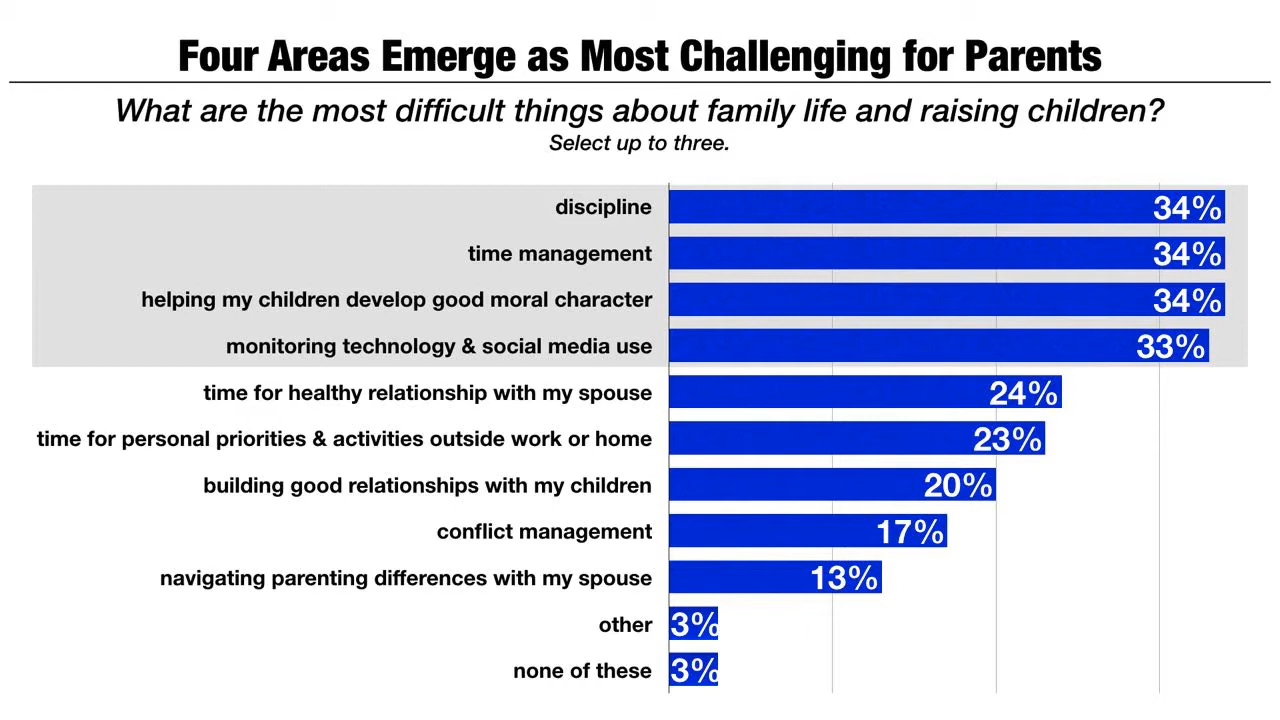 Four Areas Emerge as Most Challenging for Parents
What are the most difficult things about family life and raising children?
Select up to three.
discipline 34%
time management 34%
helping my children develop good moral character 34%
monitoring technology & social media use 33%
time for healthy relationship with my spouse 24%
time for personal priorities & activities outside work or home 23%
building good relationships with my children 20%
conflict management 17%
navigating parenting differences with my spouse 13%
other 3%
none of these 3%